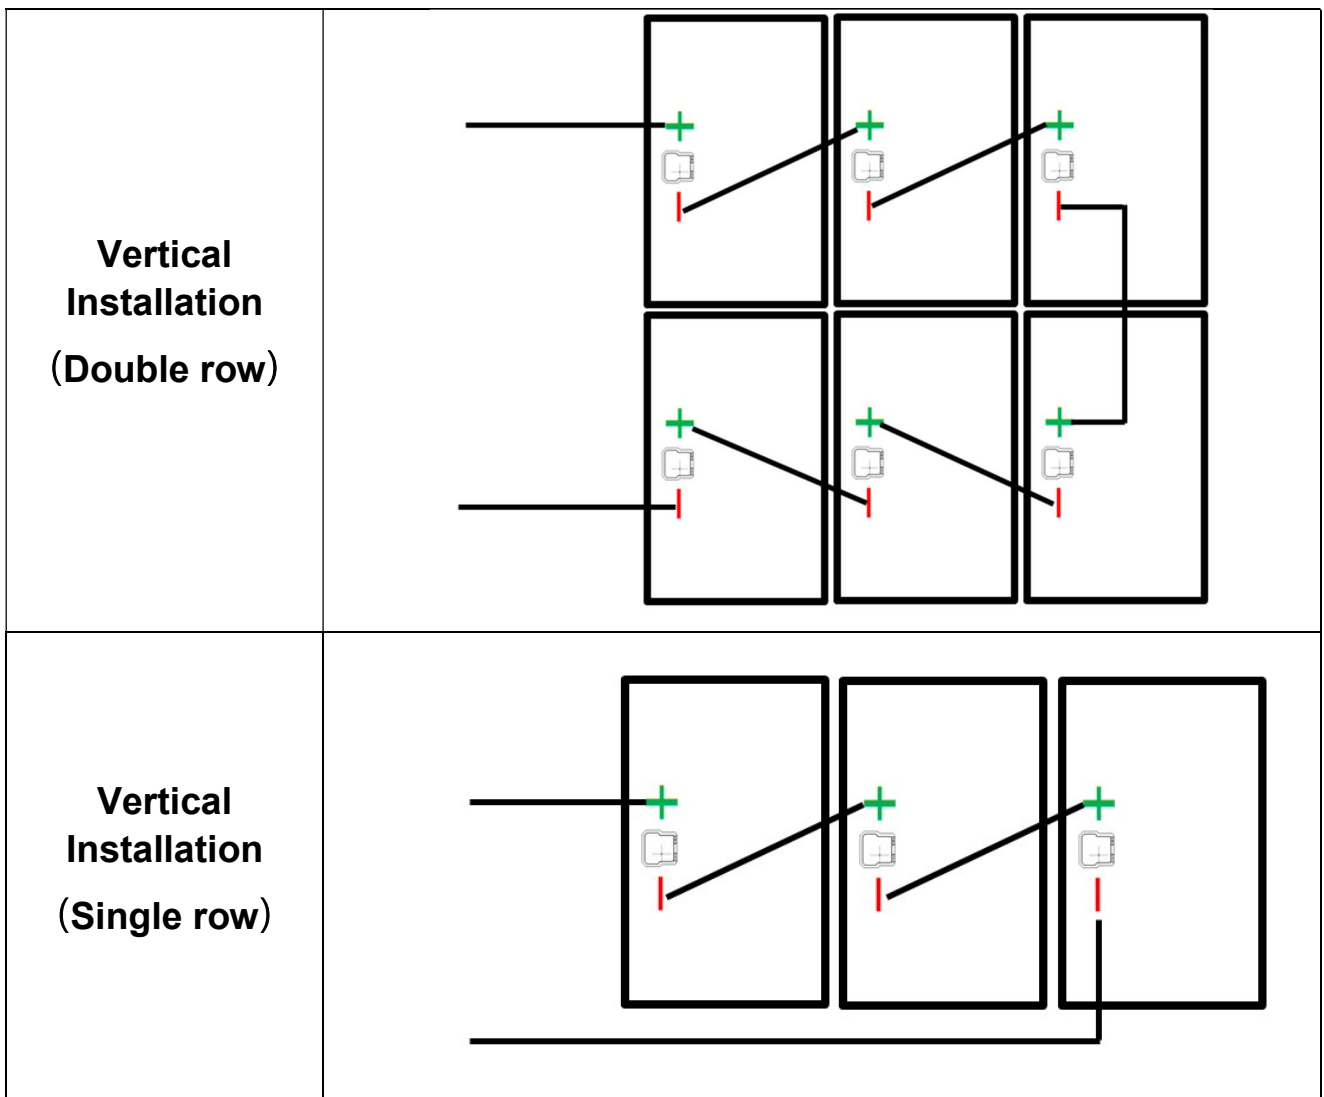 Vertical
Installation
（Double row）
Vertical
Installation
（Single row）